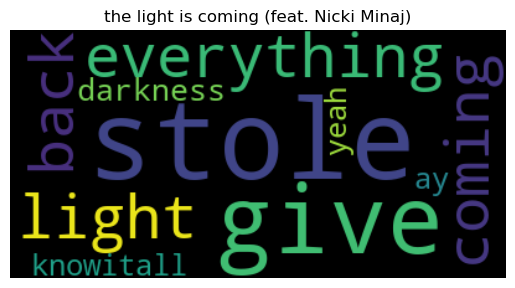 the light is coming (feat. Nicki Minaj)
back
everything
coming
darkness
stole
yeah
ay
light
give
knowitall